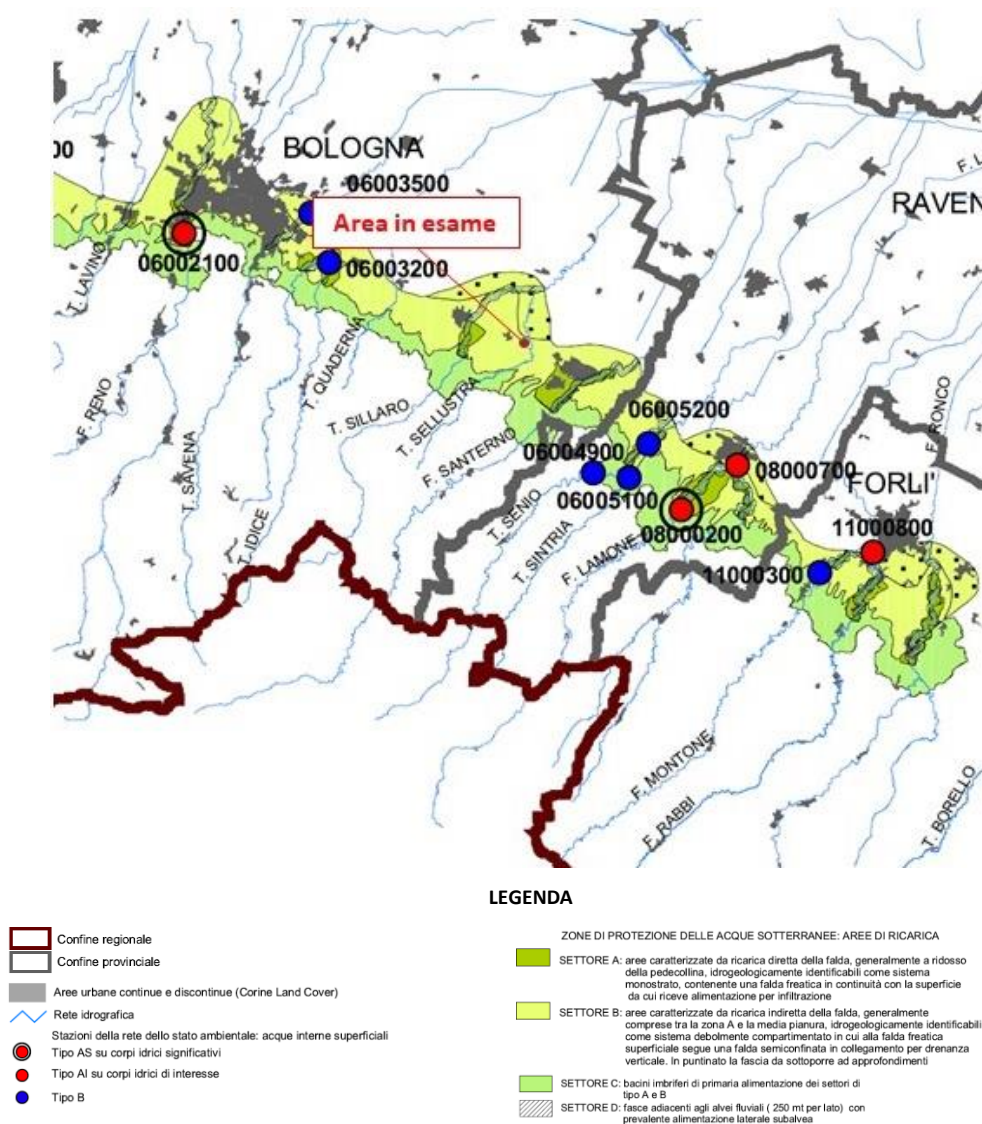 BOLOGNA
00
06003500
RAVEN
Area in esame
06002100
06003200
T. LAVINO
T. QUADERNA
F. RENO
T. SILLARO
T. SELLUSTRA
06005200
F. RONCO
T. SAVENA
F. SANTERNO
06004900
08000700
FORLI'
06005100
T. SENIO
11000800
T. IDICE
08000200
T. SINTRIA
F. LAMONE
11000300
F. MONTONE
F. RABBI
T. BORELLO
LEGENDA
Confine regionale
Confine provinciale
Aree urbane continue e discontinue (Corine Land Cover)
Rete idrografica
Stazioni della rete dello stato ambientale: acque interne superficiali
Tipo AS su corpi idrici significativi
Tipo AI su corpi idrici di interesse
Tipo B
ZONE DI PROTEZIONE DELLE ACQUE SOTTERRANEE: AREE DI RICARICA
SETTORE A: aree caratterizzate da ricarica diretta della falda, generalmente a ridosso
della pedecollina, idrogeologicamente identificabili come sistema
monostrato, contenente una falda freatica in continuità con la superficie
da cui riceve alimentazione per infiltrazione
SETTORE B: aree caratterizzate da ricarica indiretta della falda, generalmente
comprese tra la zona A e la media pianura, idrogeologicamente identificabili
come sistema debolmente compartimentato in cui alla falda freatica
superficiale segue una falda semiconfinata in collegamento per drenanza
verticale. In puntinato la fascia da sottoporre ad approfondimenti
SETTORE C: bacini imbriferi di primaria alimentazione dei settori di
tipo A e B
SETTORE D: fasce adiacenti agli alvei fluviali ( 250 mt per lato) con
prevalente alimentazione laterale subalvea